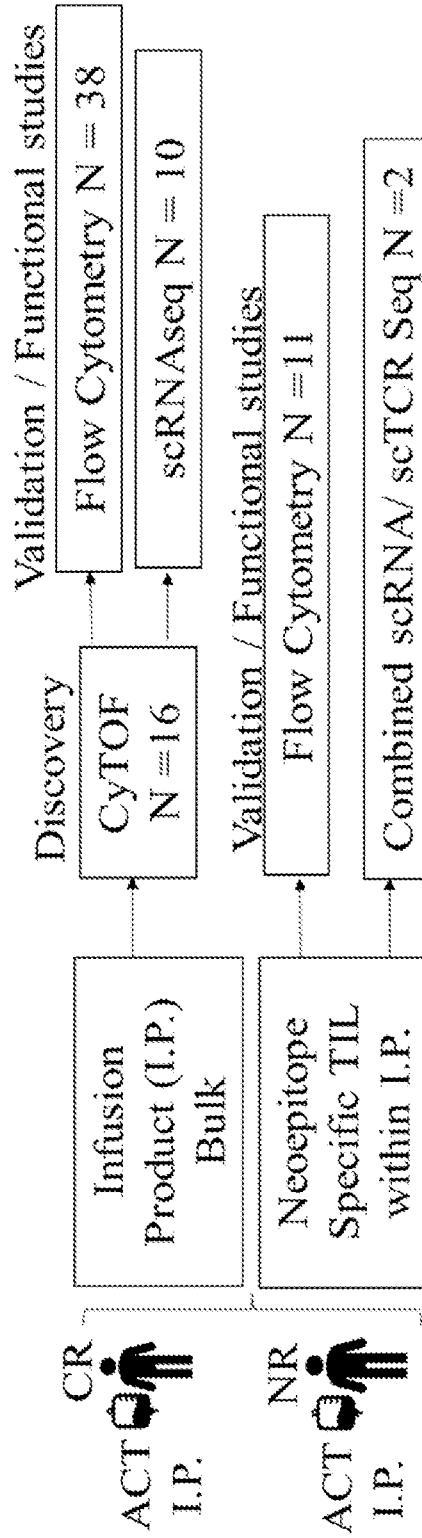 ACT
I.P.
CR
ACT
I.P.
NR
Infusion
Product (I.P.)
Bulk
Neoepitope
Specific TIL
within I.P.
Discovery
CyTOF
N =16
Validation / Functional studies
Flow Cytometry N = 38
scRNAseq N = 10
Validation / Functional studies
Flow Cytometry N =11
Combined scRNA/ scTCR Seq N =2